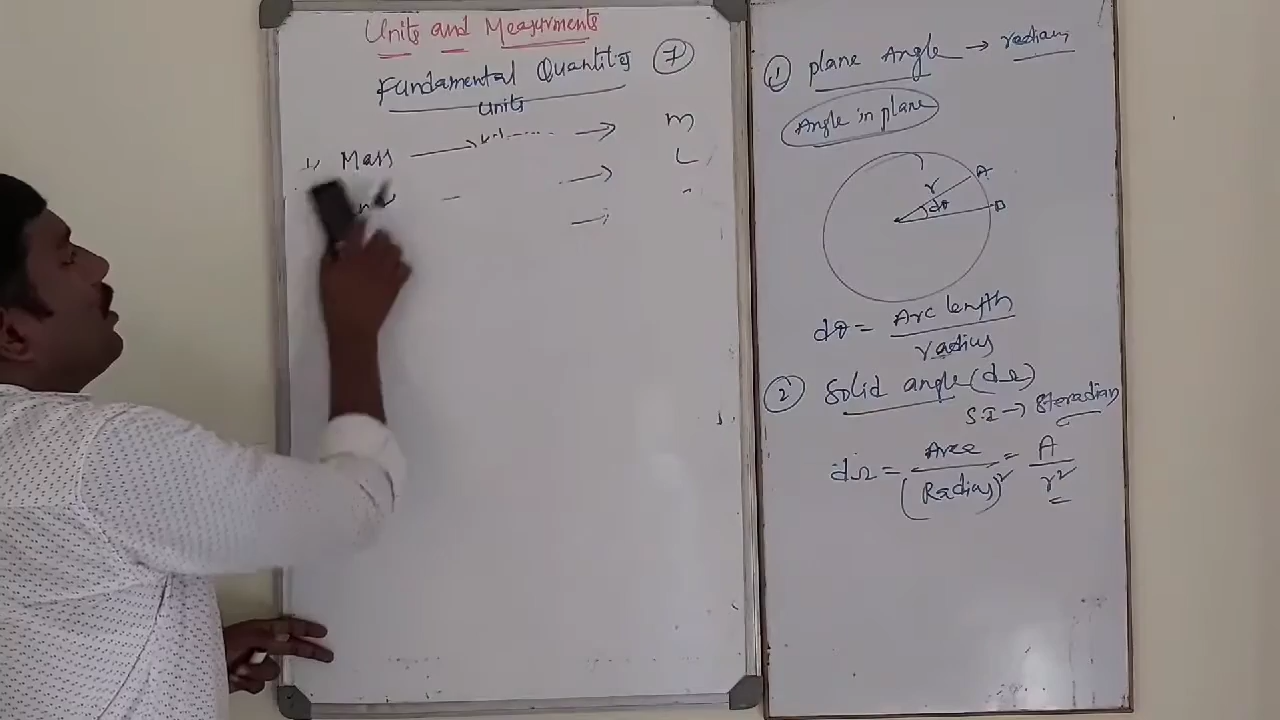 Units and Measurments
Fundamental Quantities 7
Units
1) Mass → → M
→ L
→
1 plane Angle → radians
Angle in plane
r A
dθ B
dθ = Arc length / radius
2 Solid angle (dΩ)
S.I → Steradian
dΩ = Area / (Radius)² = A / r²